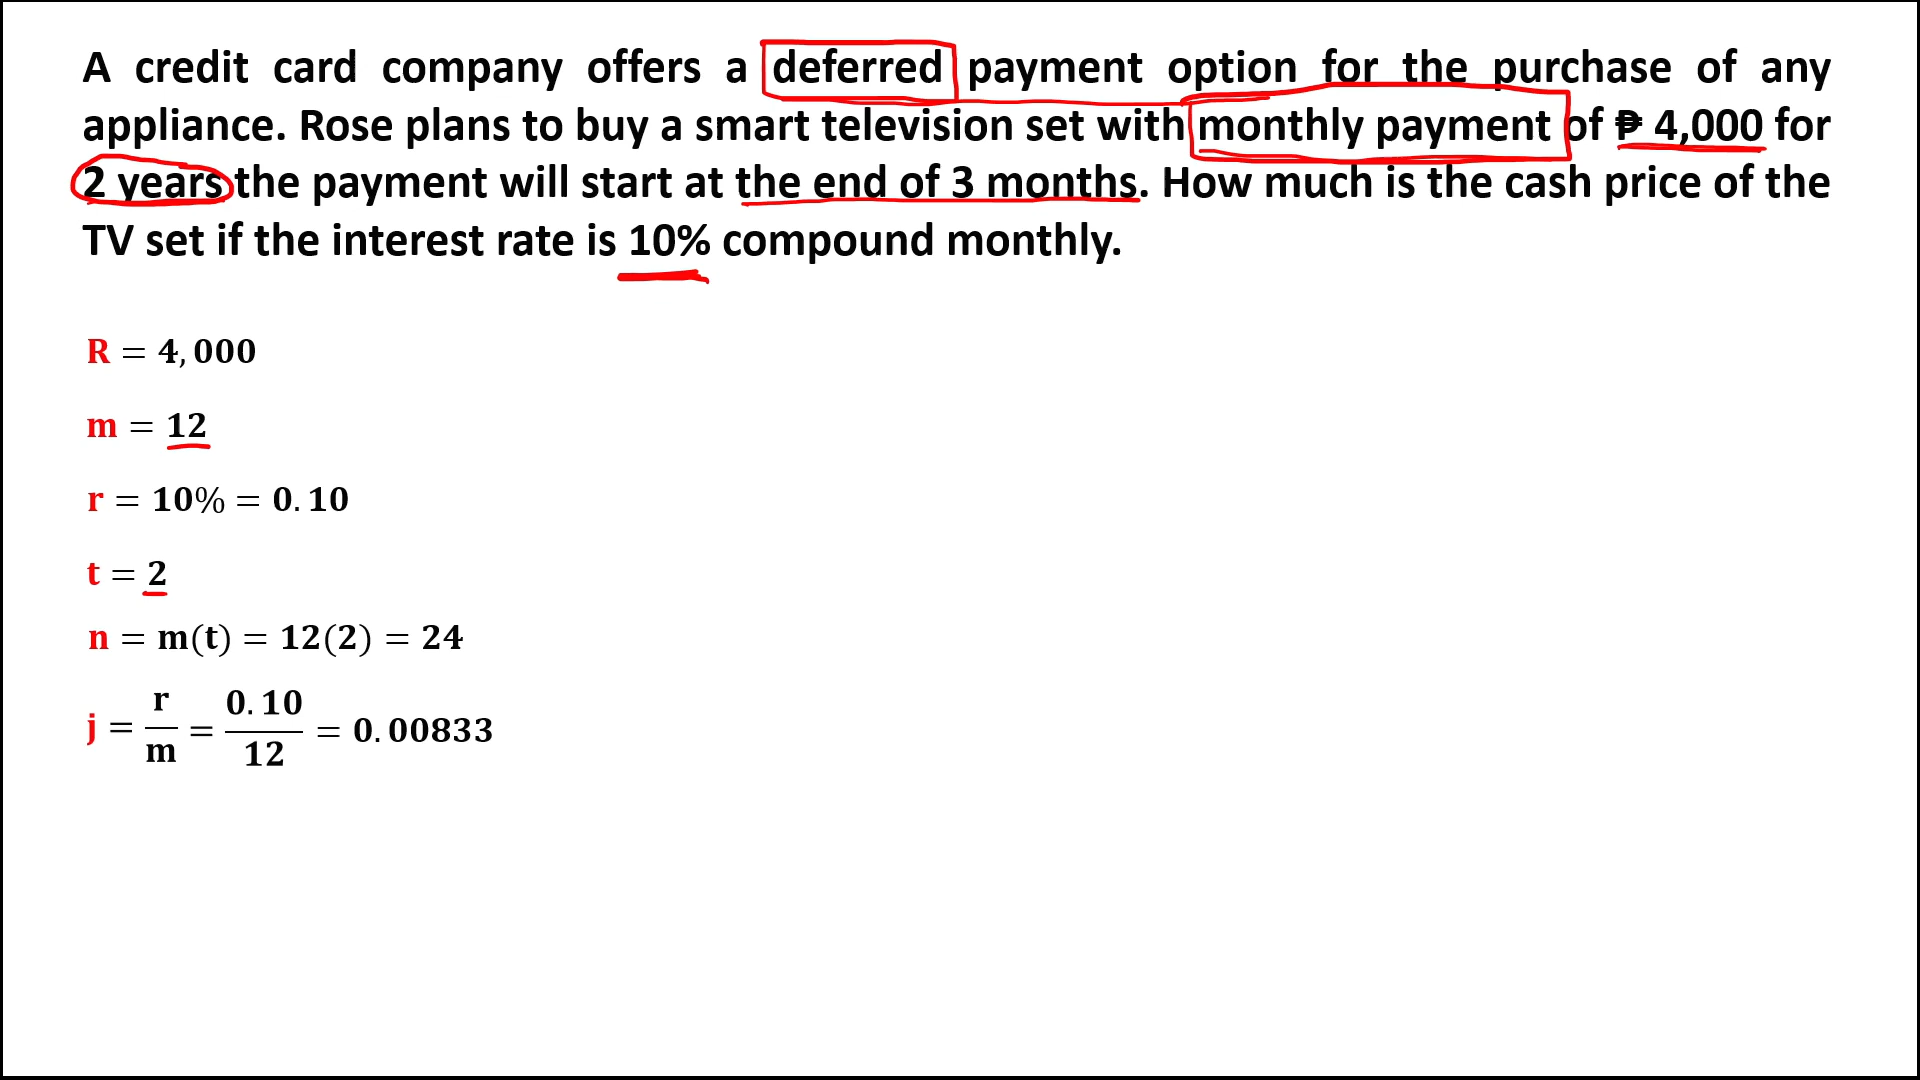 A credit card company offers a deferred payment option for the purchase of any
appliance. Rose plans to buy a smart television set with monthly payment of ₱ 4,000 for
2 years the payment will start at the end of 3 months. How much is the cash price of the
TV set if the interest rate is 10% compound monthly.
R = 4,000
m = 12
r = 10% = 0.10
t = 2
n = m(t) = 12(2) = 24
j = r/m = 0.10/12 = 0.00833